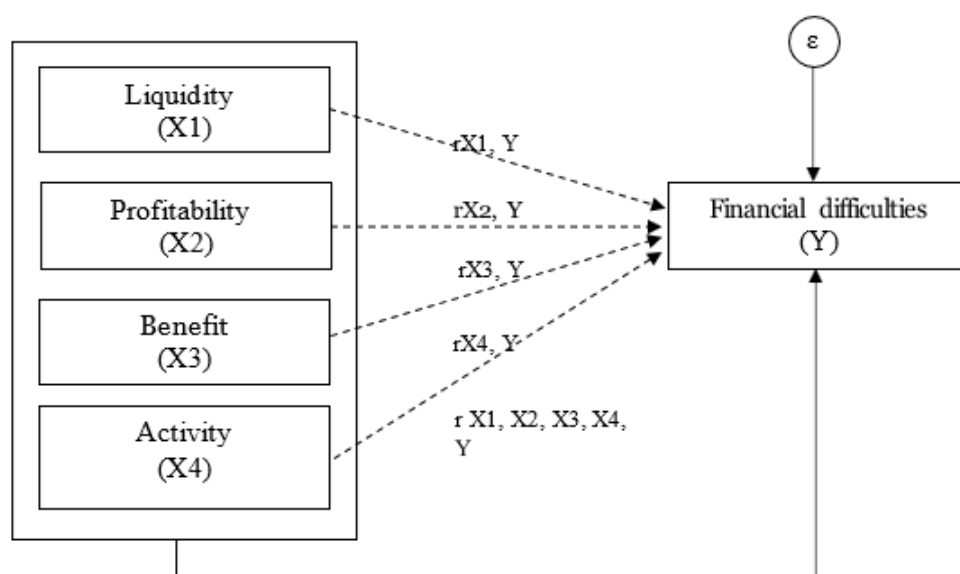 ε
Liquidity
(X1)
rX1, Y
Profitability
(X2)
rX2, Y
Financial difficulties
(Y)
rX3, Y
Benefit
(X3)
rX4, Y
Activity
(X4)
r X1, X2, X3, X4,
Y